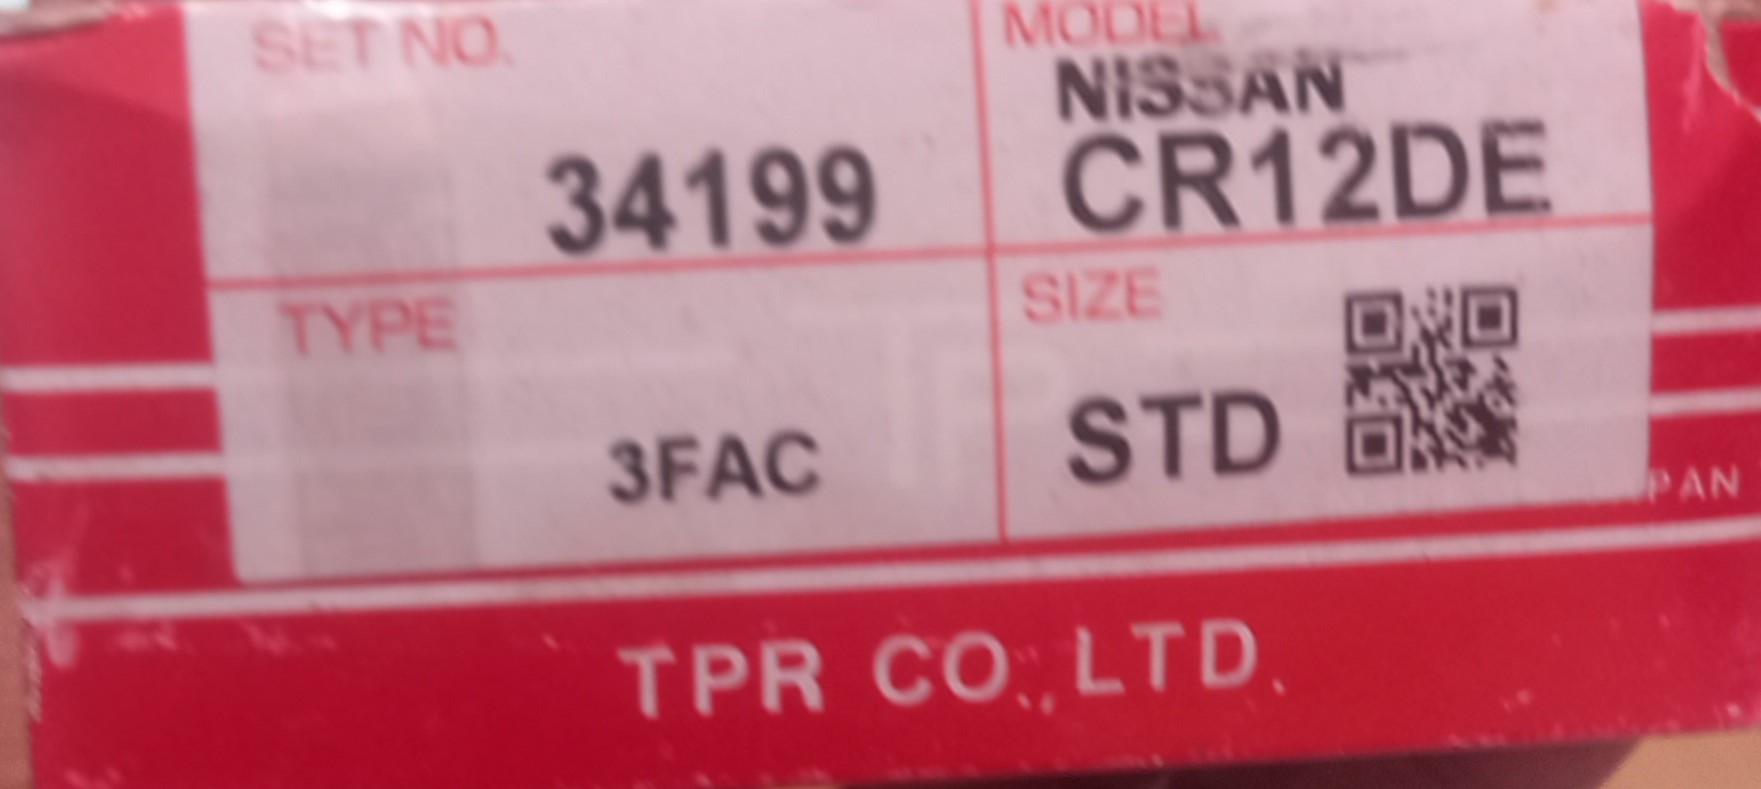 SET NO.
34199
MODEL
NISSAN
CR12DE
TYPE
3FAC
SIZE
STD
PAN
TPR CO., LTD.